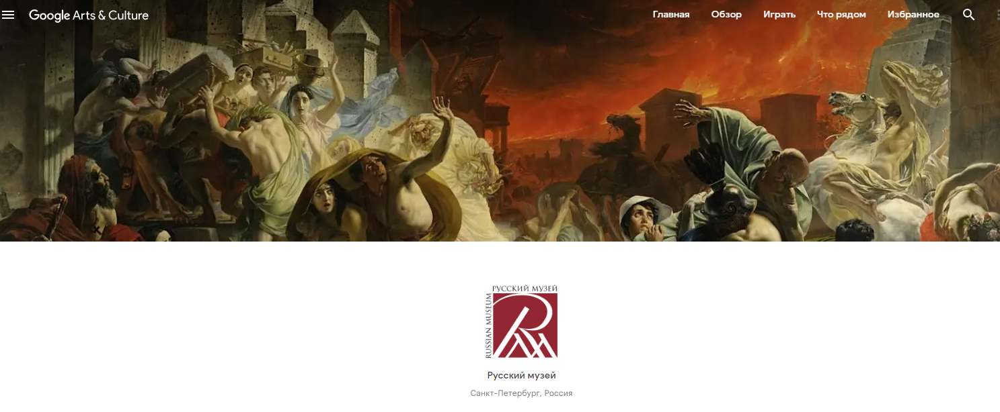 Google Arts & Culture
Главная Обзор Играть Что рядом Избранное
РУССКИЙ МУЗЕЙ
RUSSIAN MUSEUM
Русский музей
Санкт-Петербург, Россия